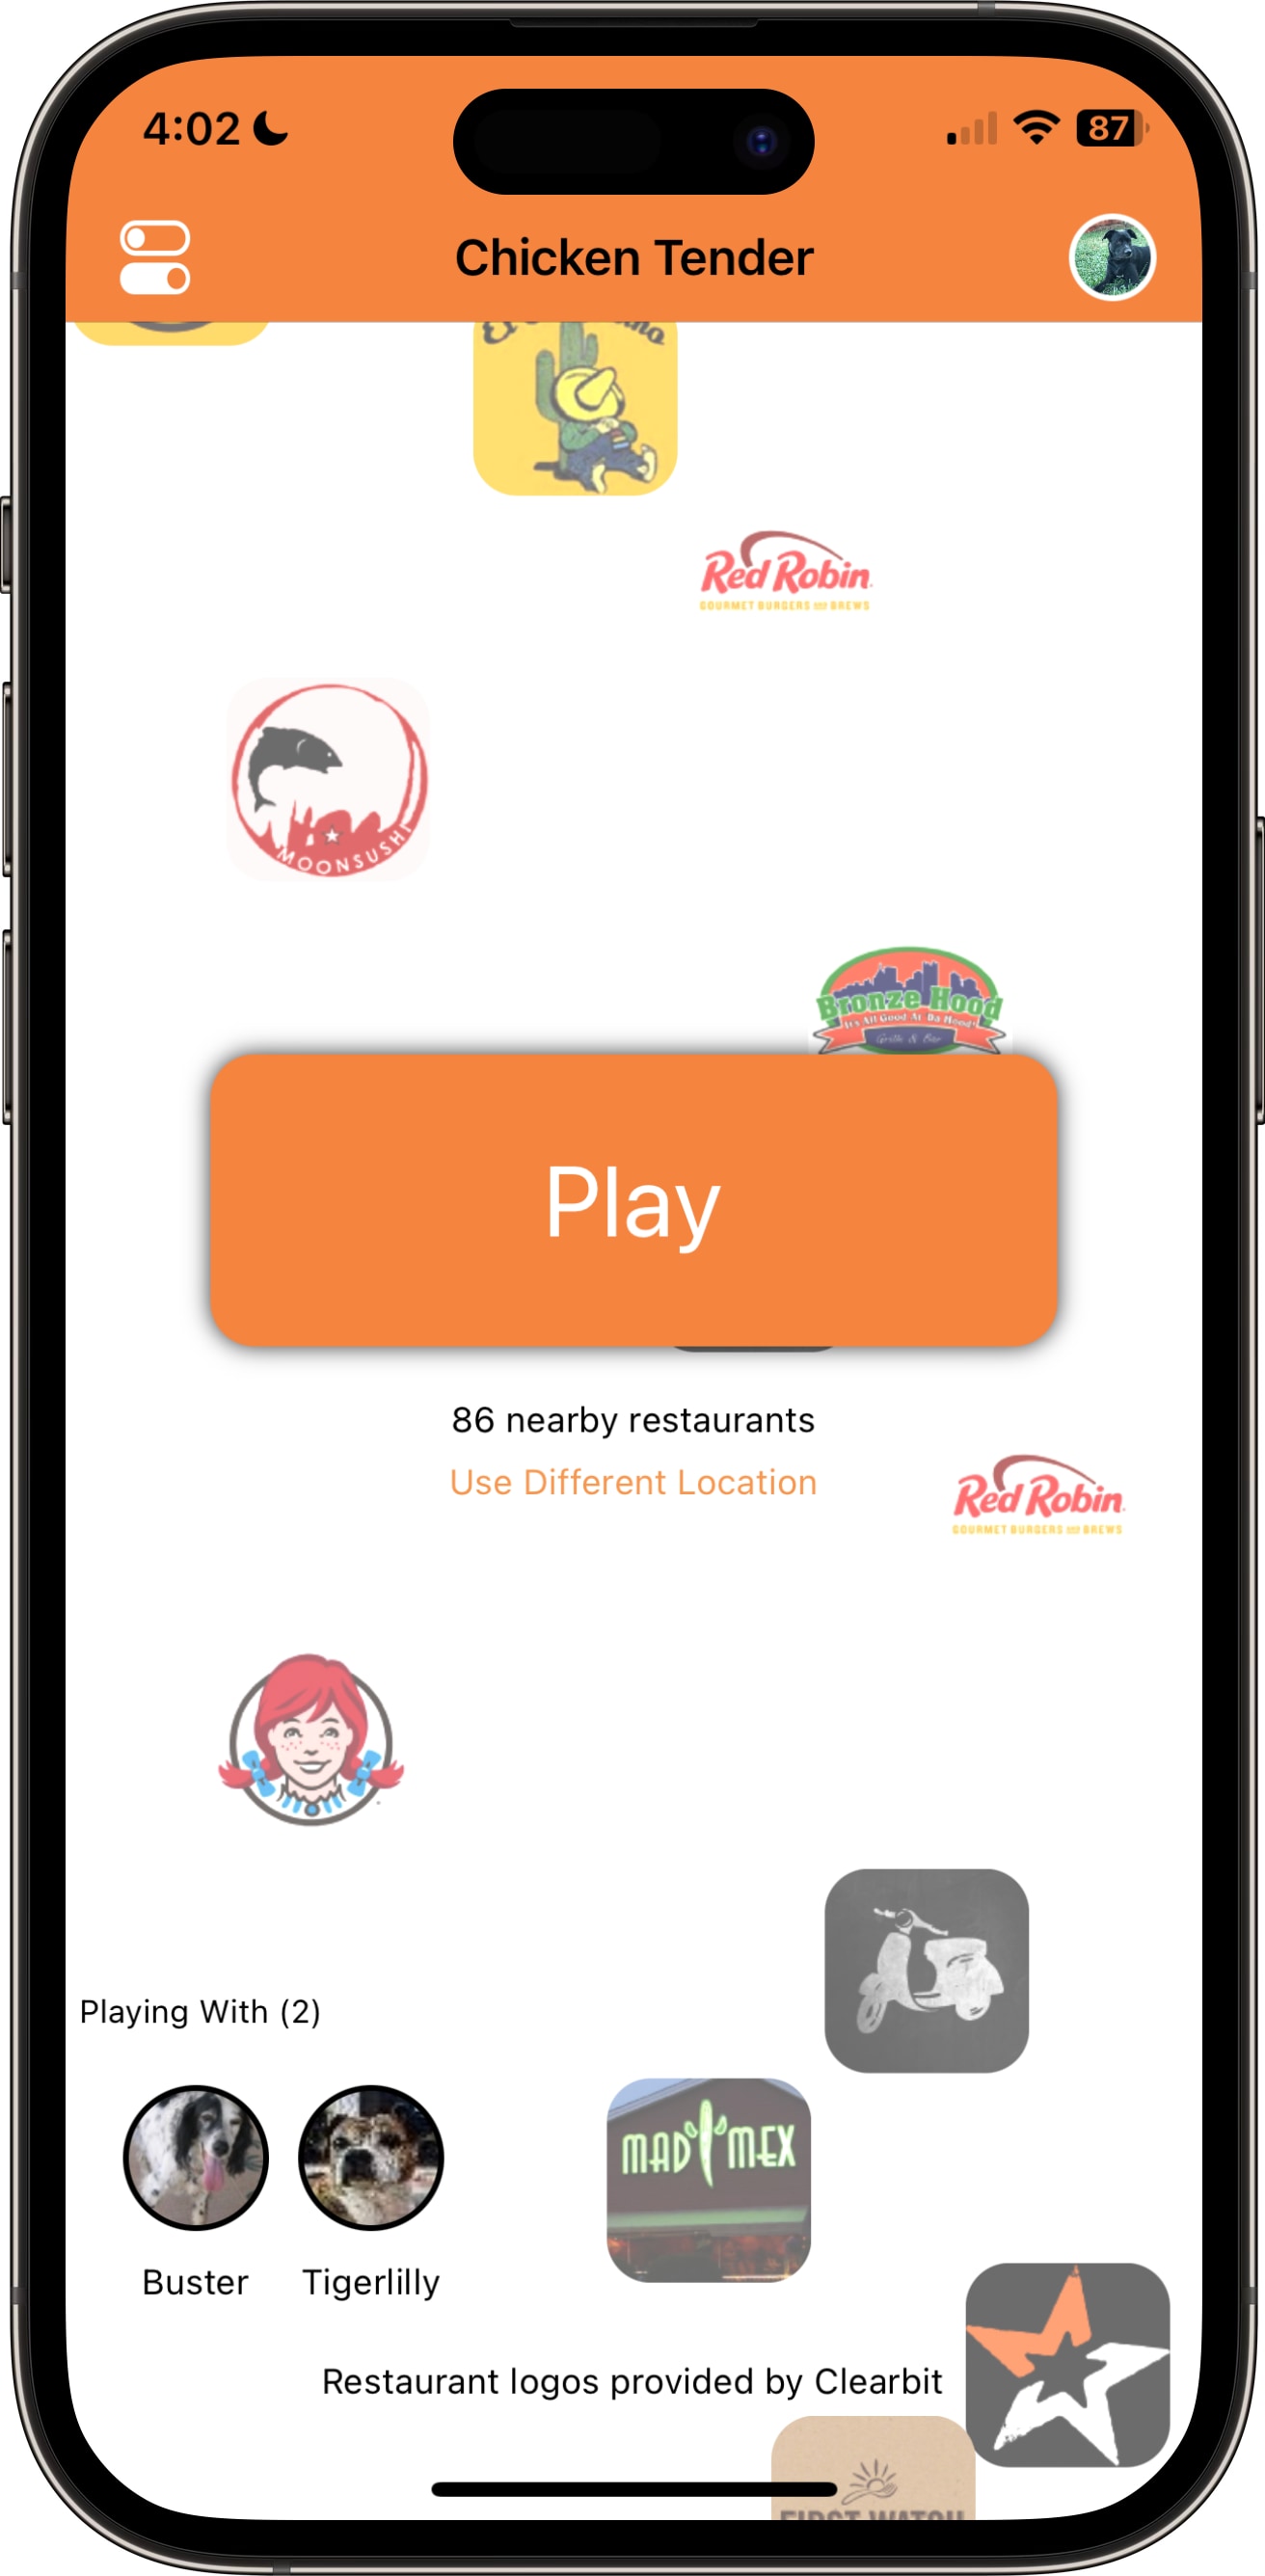 4:02
87
Chicken Tender
El
Red Robin
GOURMET BURGERS AND BREWS
MOONSUSHI
Bronze Hood
It's All Good At Da Hood!
Grille & Bar
Play
86 nearby restaurants
Use Different Location
Red Robin
GOURMET BURGERS AND BREWS
Playing With (2)
MAD MEX
Buster
Tigerlilly
Restaurant logos provided by Clearbit
FIRST WATCH